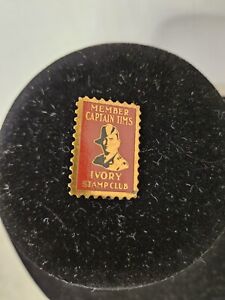 MEMBER
CAPTAIN TIM'S
IVORY
STAMP CLUB